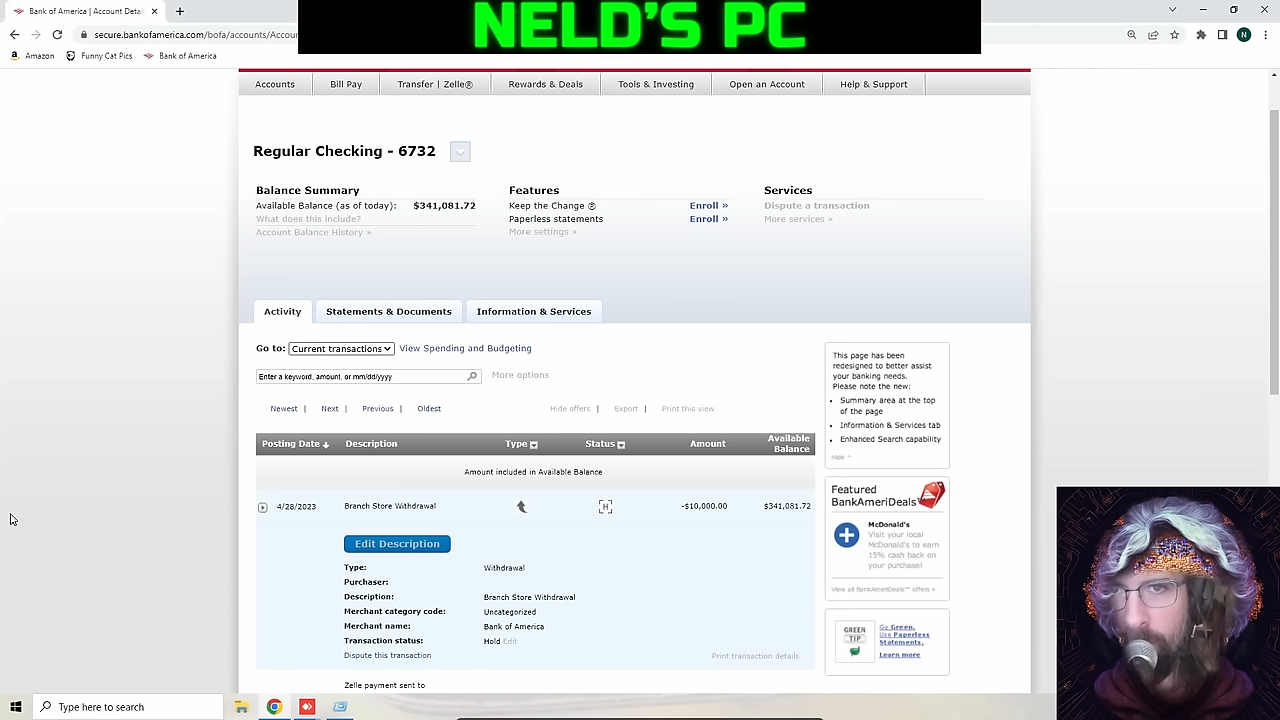 NELD'S PC
Bank of America | Account Det
secure.bankofamerica.com/bofa/accounts/Accou
N
Amazon
Funny Cat Pics
Bank of America
Accounts
Bill Pay
Transfer | Zelle®
Rewards & Deals
Tools & Investing
Open an Account
Help & Support
Regular Checking - 6732
Balance Summary
Features
Services
Available Balance (as of today): $341,081.72
Keep the Change ® Enroll »
Dispute a transaction
What does this include?
Paperless statements Enroll »
More services »
Account Balance History »
More settings »
Activity
Statements & Documents
Information & Services
Go to: Current transactions View Spending and Budgeting
Enter a keyword, amount, or mm/dd/yyyy
More options
Newest | Next | Previous | Oldest
Hide offers | Export | Print this view
Posting Date Description Type Status Amount Available
Balance
Amount included in Available Balance
4/28/2023 Branch Store Withdrawal H -$10,000.00 $341,081.72
Edit Description
Type: Withdrawal
Purchaser:
Description: Branch Store Withdrawal
Merchant category code: Uncategorized
Merchant name: Bank of America
Transaction status: Hold Edit
Dispute this transaction
Print transaction details
Zelle payment sent to
This page has been
redesigned to better assist
your banking needs.
Please note the new:
• Summary area at the top
of the page
• Information & Services tab
• Enhanced Search capability
Hide ^
Featured
BankAmeriDeals™
McDonald's
Visit your local
McDonald's to earn
15% cash back on
your purchase!
View all BankAmeriDeals™ offers »
GREEN
TIP
Go Green.
Use Paperless
Statements.
Learn more
Type here to search